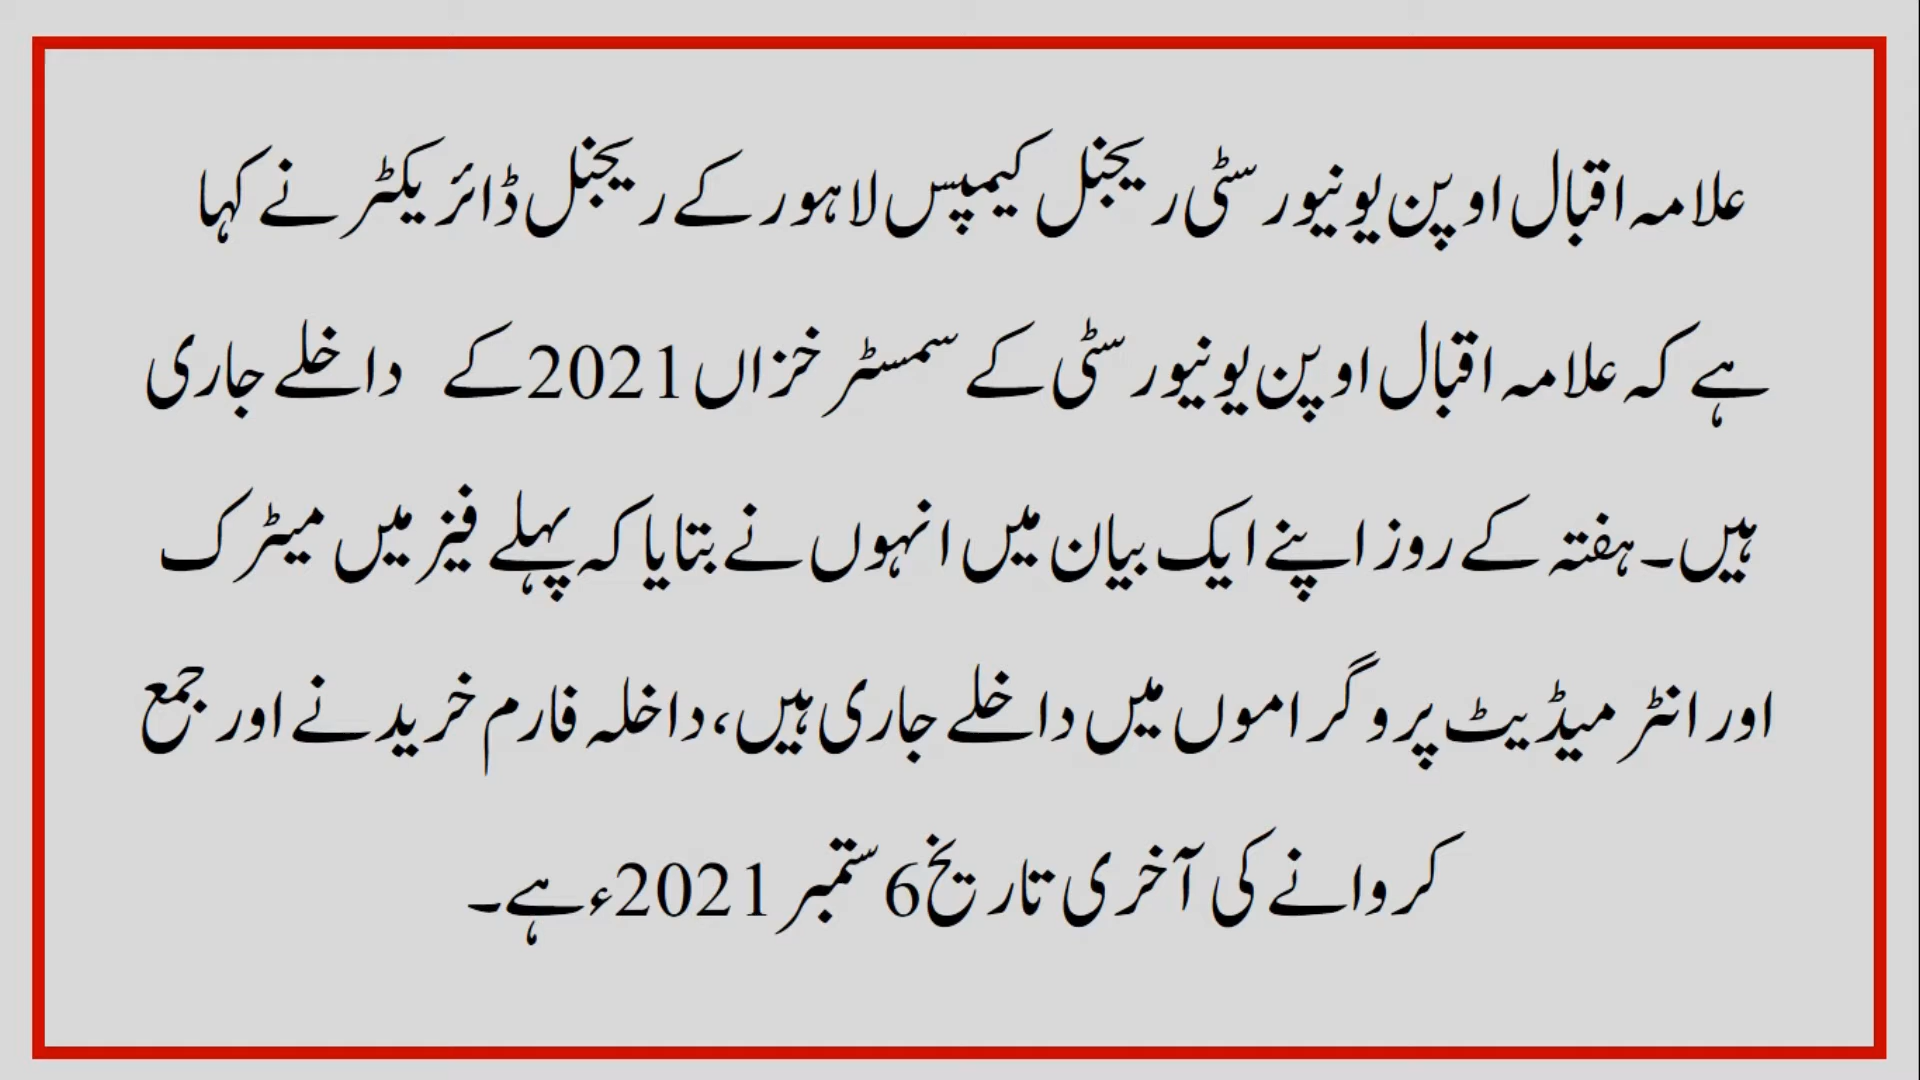 علامہ اقبال اوپن یونیورسٹی ریجنل کیمپس لاہور کے ریجنل ڈائریکٹر نے کہا
ہے کہ علامہ اقبال اوپن یونیورسٹی کے سمسٹر خزاں 2021 کے داخلے جاری
ہیں۔ ہفتہ کے روز اپنے ایک بیان میں انہوں نے بتایا کہ پہلے فیز میں میٹرک
اور انٹر میڈیٹ پروگراموں میں داخلے جاری ہیں، داخلہ فارم خریدنے اور جمع
کروانے کی آخری تاریخ 6 ستمبر 2021ء ہے۔